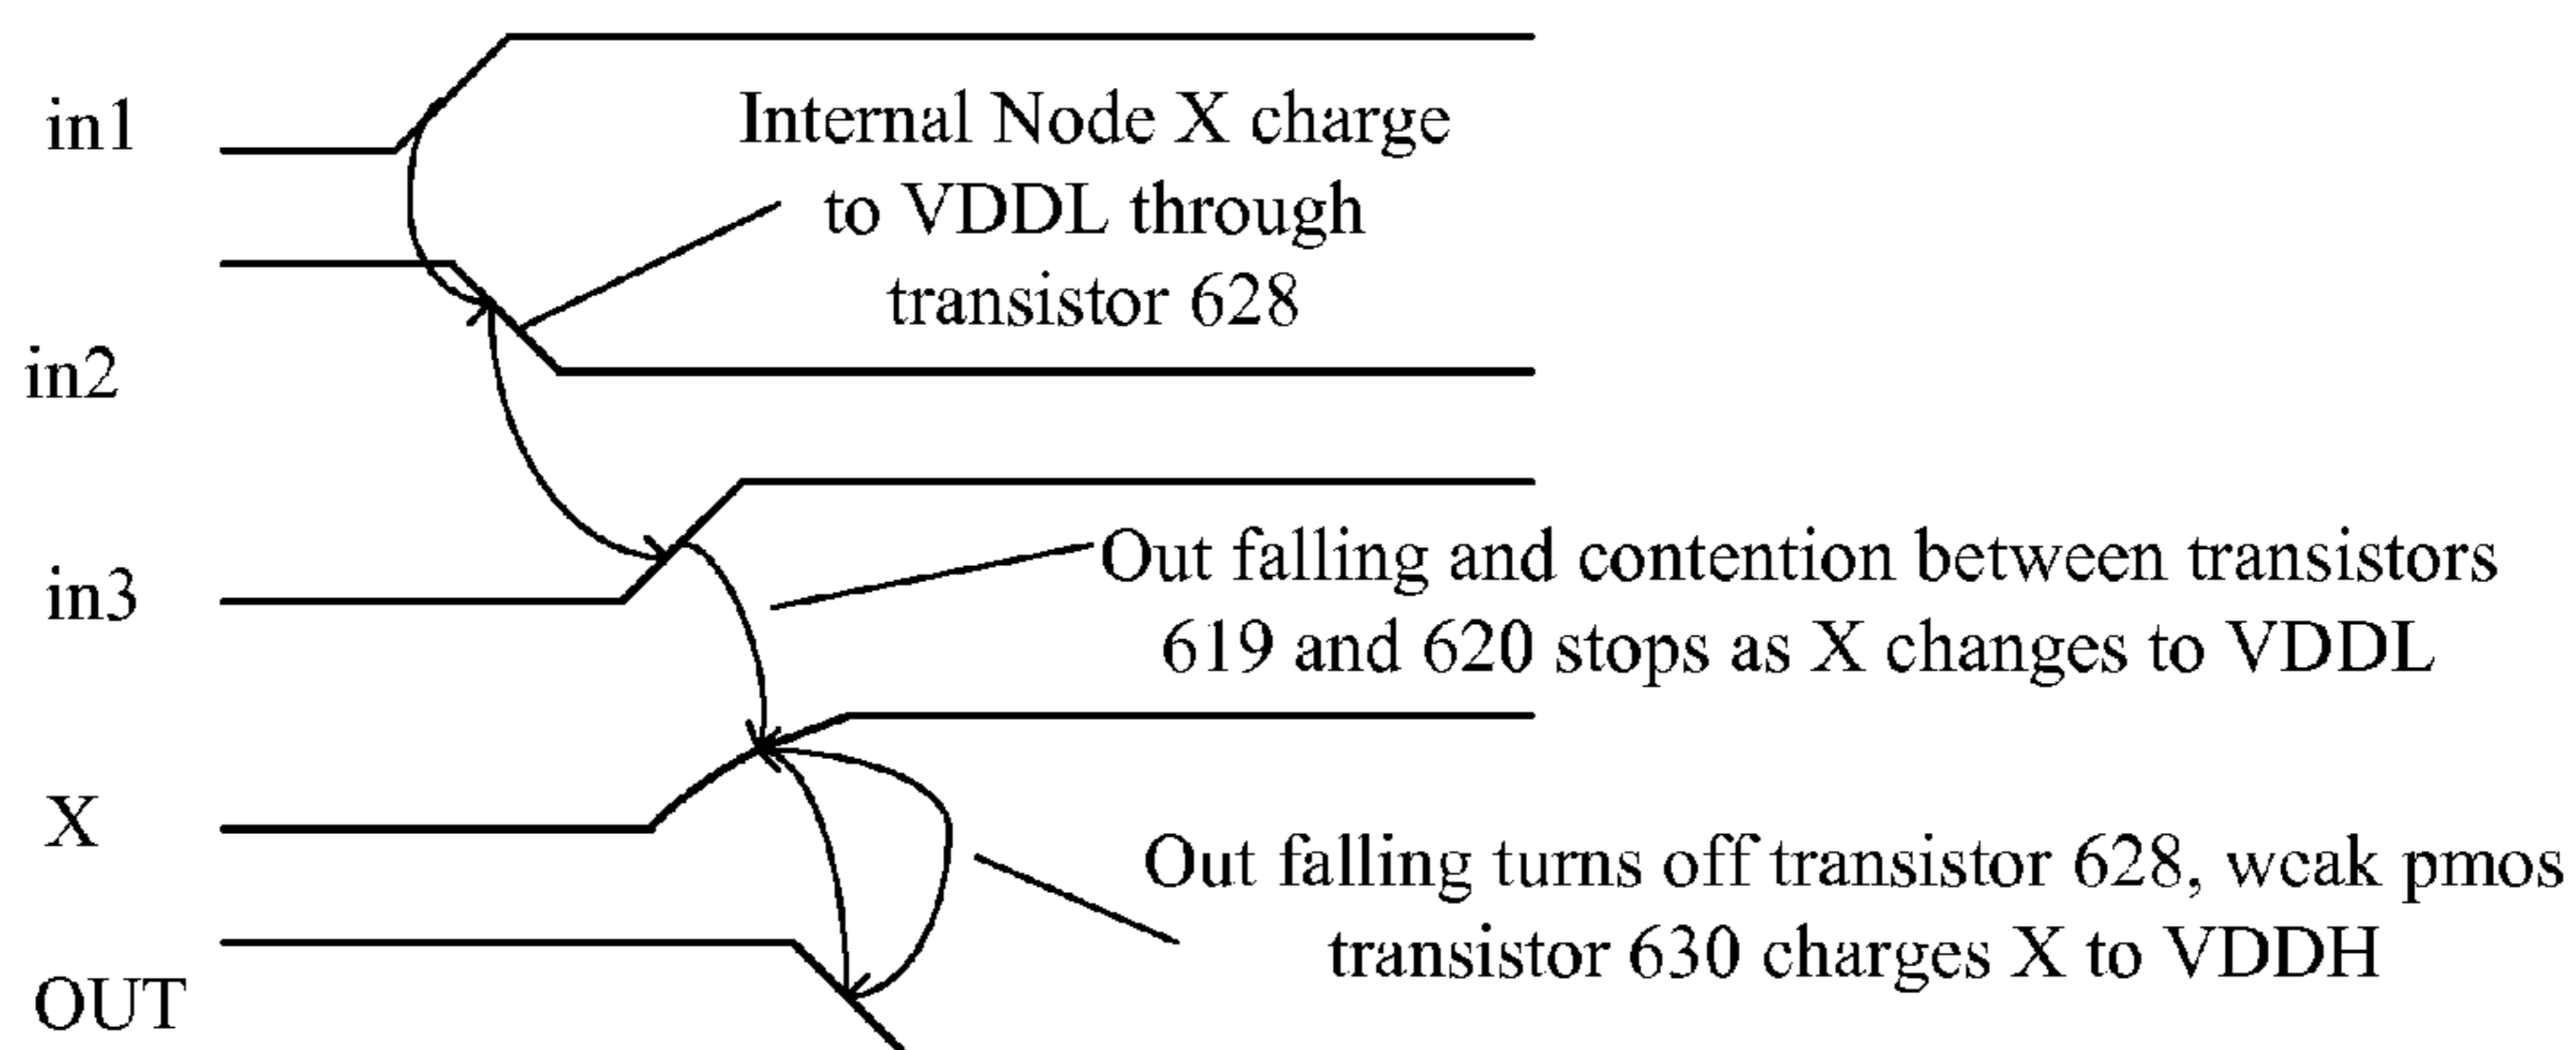 in1
Internal Node X charge
to VDDL through
transistor 628
in2
in3
Out falling and contention between transistors
619 and 620 stops as X changes to VDDL
X
Out falling turns off transistor 628, wcak pmos
transistor 630 charges X to VDDH
OUT